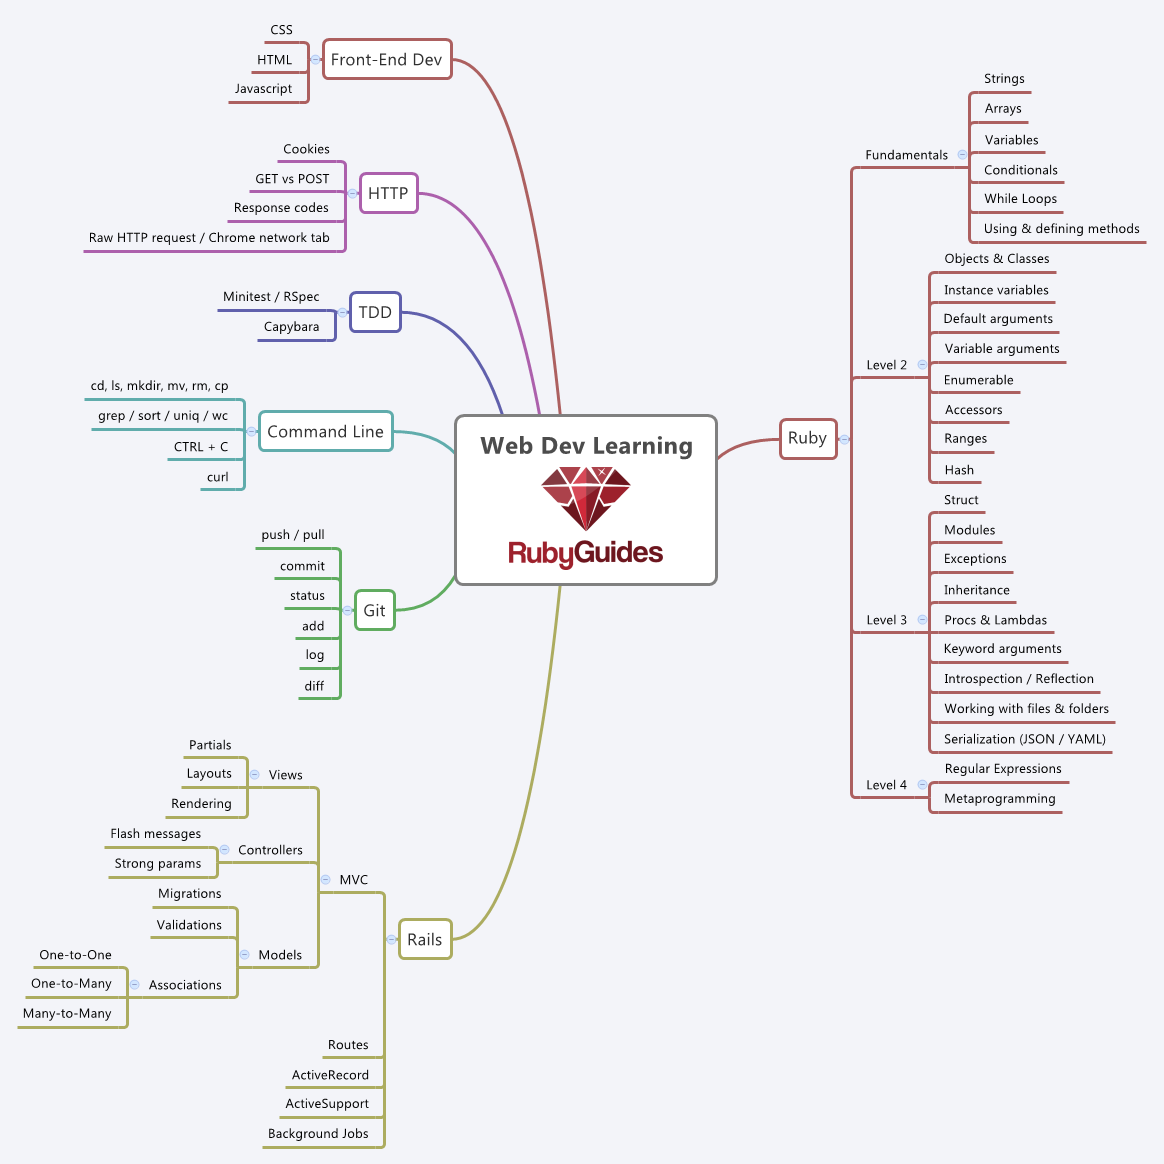 Web Dev Learning
RubyGuides
Front-End Dev
CSS
HTML
Javascript
HTTP
Cookies
GET vs POST
Response codes
Raw HTTP request / Chrome network tab
TDD
Minitest / RSpec
Capybara
Command Line
cd, ls, mkdir, mv, rm, cp
grep / sort / uniq / wc
CTRL + C
curl
Git
push / pull
commit
status
add
log
diff
Rails
MVC
Views
Partials
Layouts
Rendering
Controllers
Flash messages
Strong params
Models
Migrations
Validations
Associations
One-to-One
One-to-Many
Many-to-Many
Routes
ActiveRecord
ActiveSupport
Background Jobs
Ruby
Fundamentals
Strings
Arrays
Variables
Conditionals
While Loops
Using & defining methods
Level 2
Objects & Classes
Instance variables
Default arguments
Variable arguments
Enumerable
Accessors
Ranges
Hash
Level 3
Struct
Modules
Exceptions
Inheritance
Procs & Lambdas
Keyword arguments
Introspection / Reflection
Working with files & folders
Serialization (JSON / YAML)
Level 4
Regular Expressions
Metaprogramming